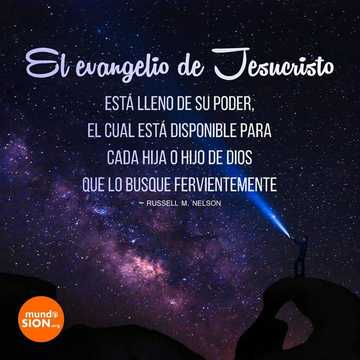 El evangelio de Jesucristo
ESTÁ LLENO DE SU PODER,
EL CUAL ESTÁ DISPONIBLE PARA
CADA HIJA O HIJO DE DIOS
QUE LO BUSQUE FERVIENTEMENTE
~ RUSSELL M. NELSON
mundo
SION.org